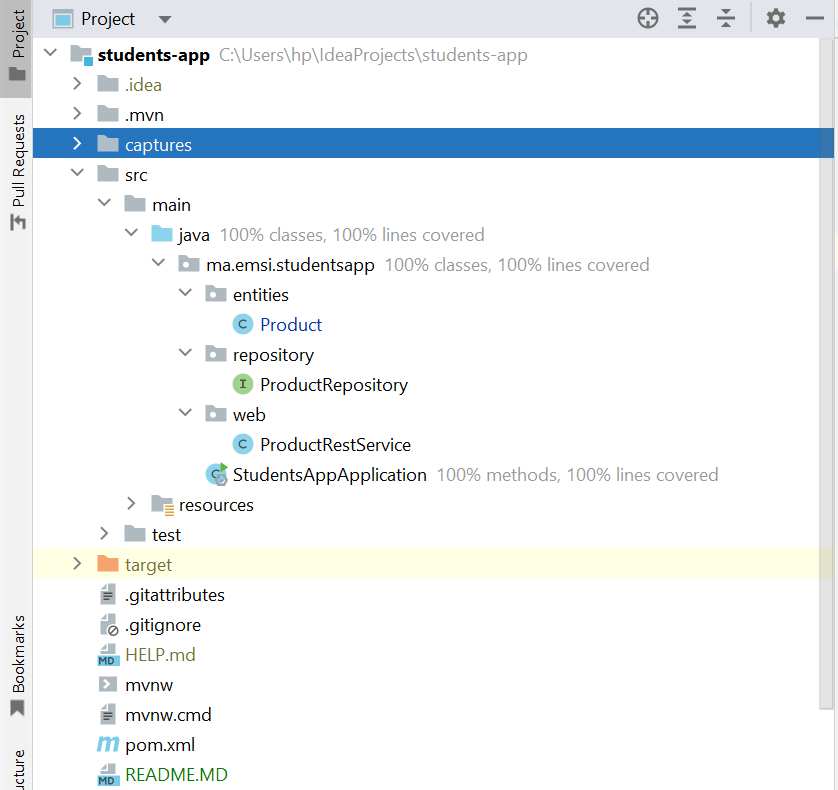 Project
students-app C:\Users\hp\IdeaProjects\students-app
.idea
.mvn
captures
src
main
java 100% classes, 100% lines covered
ma.emsi.studentsapp 100% classes, 100% lines covered
entities
C Product
repository
I ProductRepository
web
C ProductRestService
C StudentsAppApplication 100% methods, 100% lines covered
resources
test
target
.gitattributes
.gitignore
MD HELP.md
mvnw
mvnw.cmd
m pom.xml
MD README.MD
Project
Pull Requests
Bookmarks
ucture